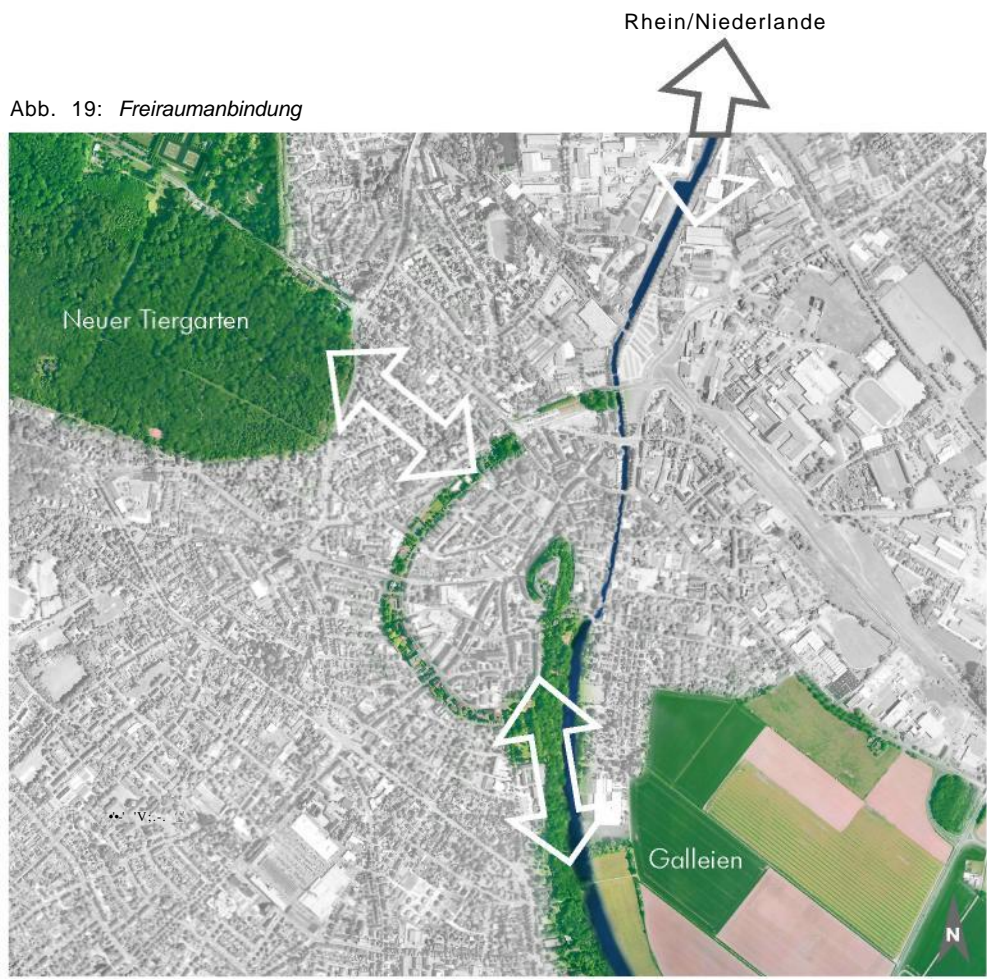 Rhein/Niederlande
Abb. 19: Freiraumanbindung
Neuer Tiergarten
Galleien
N